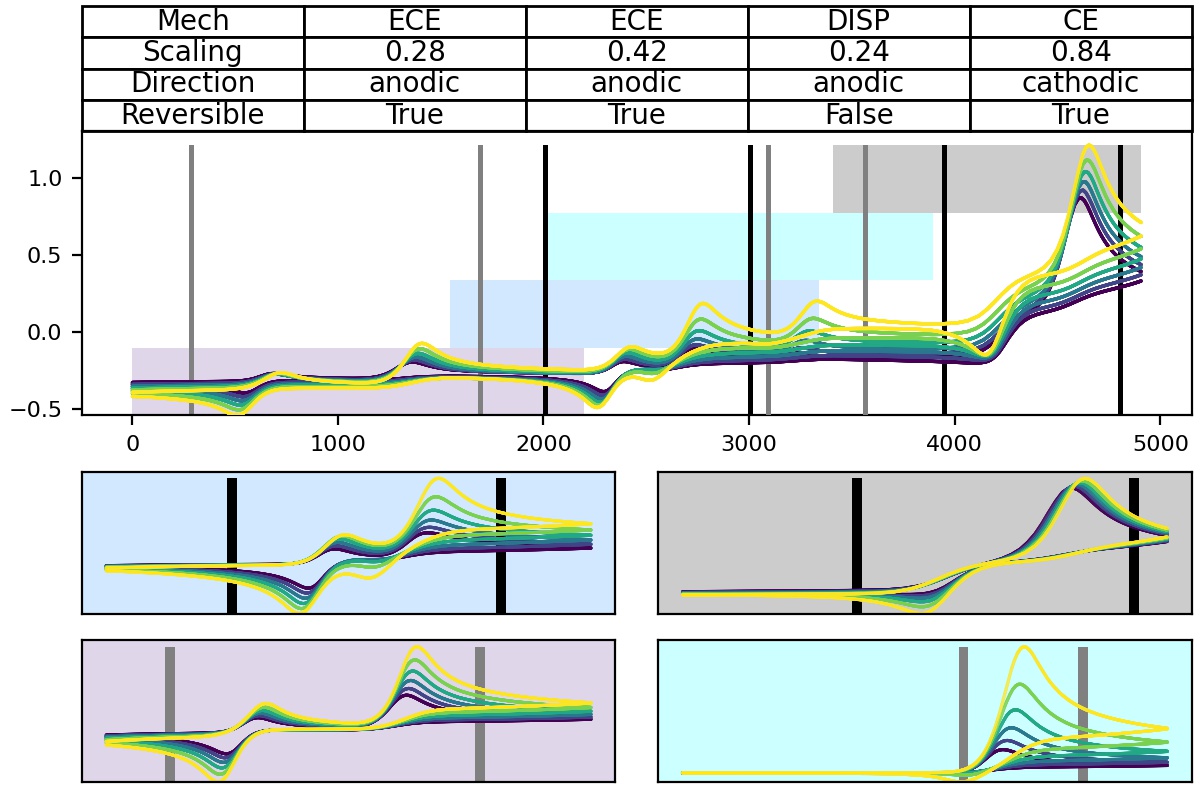 Mech ECE ECE DISP CE
Scaling 0.28 0.42 0.24 0.84
Direction anodic anodic anodic cathodic
Reversible True True False True
1.0
0.5
0.0
−0.5
0 1000 2000 3000 4000 5000